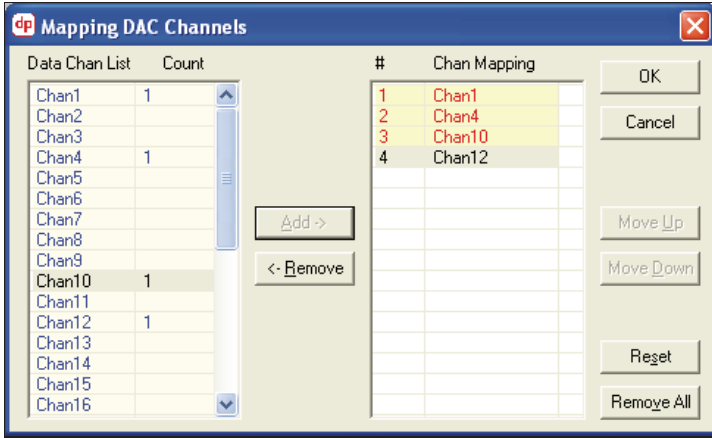 dp Mapping DAC Channels
Data Chan List Count
Chan1 1
Chan2
Chan3
Chan4 1
Chan5
Chan6
Chan7
Chan8
Chan9
Chan10 1
Chan11
Chan12 1
Chan13
Chan14
Chan15
Chan16
Add ->
<- Remove
# Chan Mapping
1 Chan1
2 Chan4
3 Chan10
4 Chan12
OK
Cancel
Move Up
Move Down
Reset
Remove All